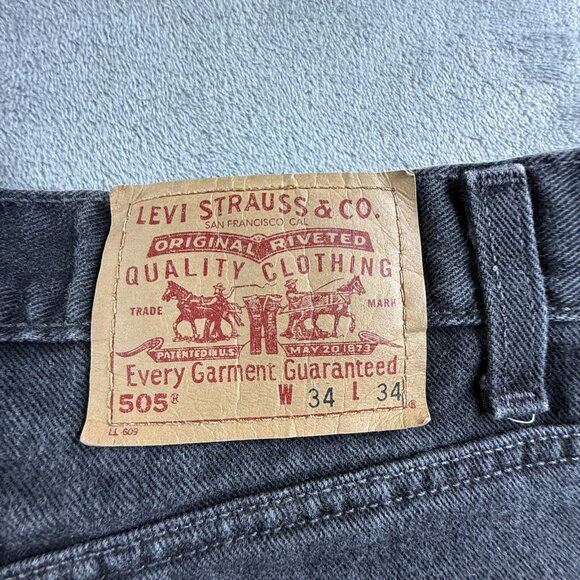 LEVI STRAUSS & CO.
SAN FRANCISCO, CAL
ORIGINAL RIVETED
QUALITY CLOTHING
TRADE MARK
PATENTED IN U.S. MAY 20 1873
Every Garment Guaranteed
505® W 34 L 34 ®
LL 609